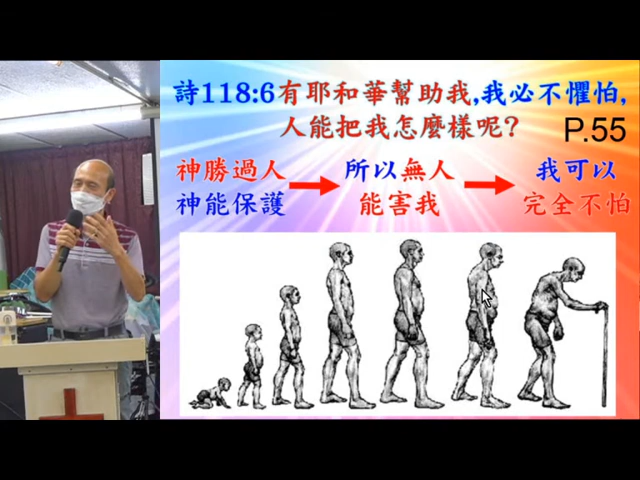 詩118:6有耶和華幫助我,我必不懼怕,
人能把我怎麼樣呢?
P.55
神勝過人
神能保護
所以無人
能害我
我可以
完全不怕